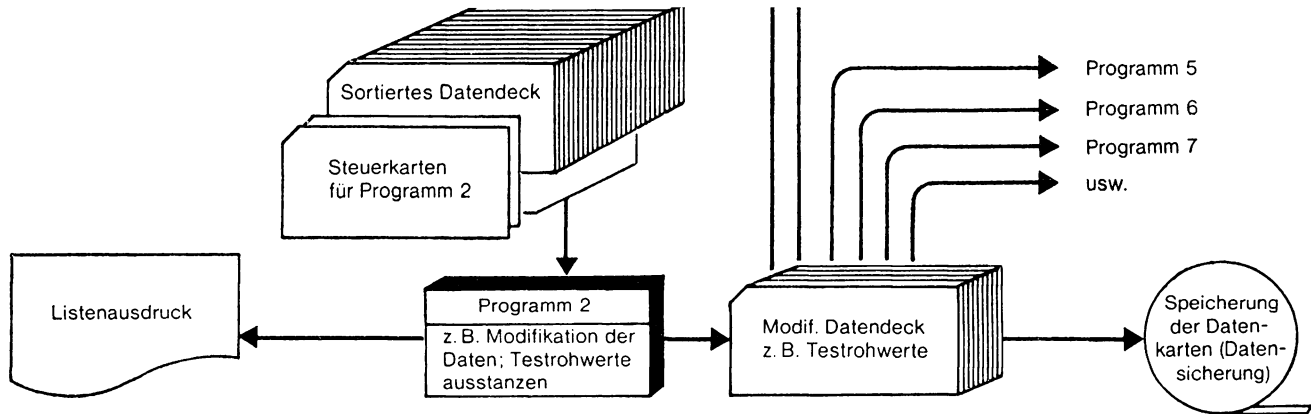 Sortiertes Datendeck
Steuerkarten
für Programm 2
Programm 5
Programm 6
Programm 7
usw.
Listenausdruck
Programm 2
z. B. Modifikation der
Daten; Testrohwerte
ausstanzen
Modif. Datendeck
z. B. Testrohwerte
Speicherung
der Daten-
karten (Daten-
sicherung)